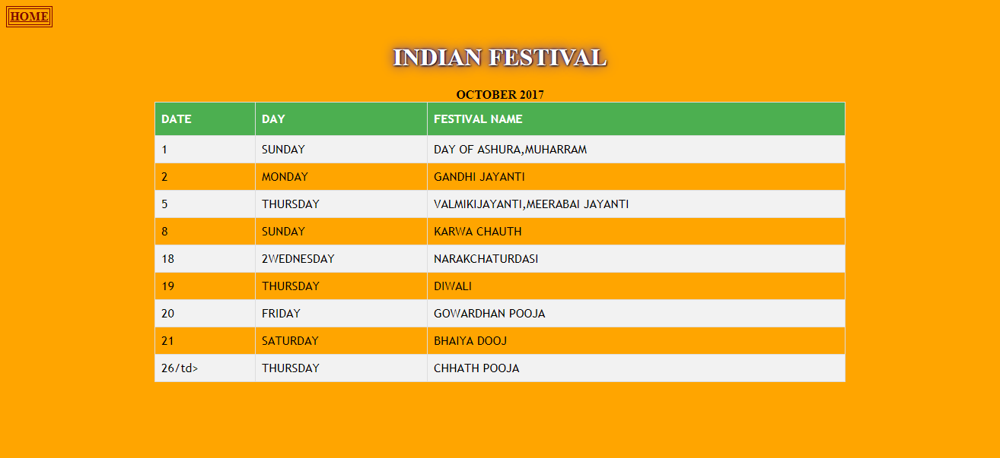 HOME
INDIAN FESTIVAL
OCTOBER 2017
DATE DAY FESTIVAL NAME
1 SUNDAY DAY OF ASHURA,MUHARRAM
2 MONDAY GANDHI JAYANTI
5 THURSDAY VALMIKIJAYANTI,MEERABAI JAYANTI
8 SUNDAY KARWA CHAUTH
18 2WEDNESDAY NARAKCHATURDASI
19 THURSDAY DIWALI
20 FRIDAY GOWARDHAN POOJA
21 SATURDAY BHAIYA DOOJ
26/td> THURSDAY CHHATH POOJA